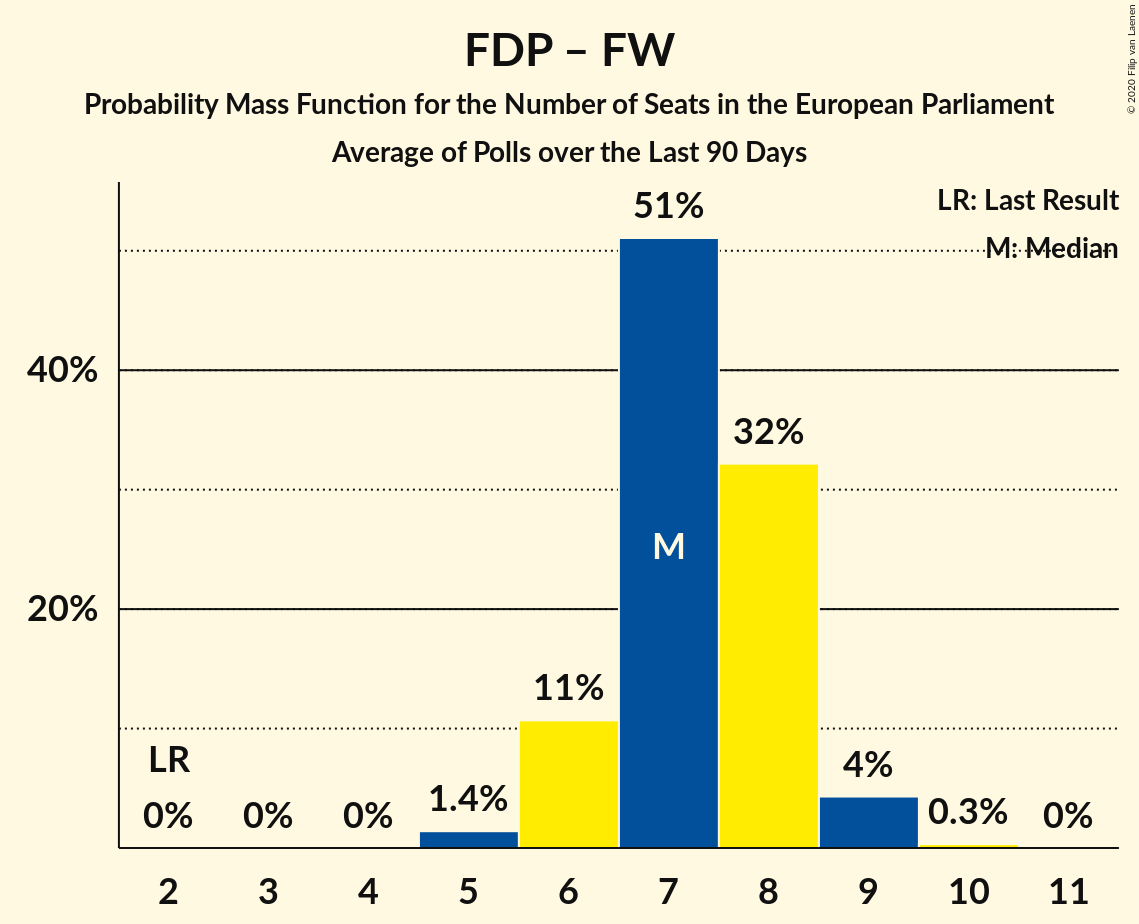 FDP – FW
Probability Mass Function for the Number of Seats in the European Parliament
Average of Polls over the Last 90 Days
© 2020 Filip van Laenen
LR: Last Result
M: Median
51%
40%
32%
M
20%
11%
LR
4%
1.4%
0.3%
0% 0% 0% 0%
2 3 4 5 6 7 8 9 10 11